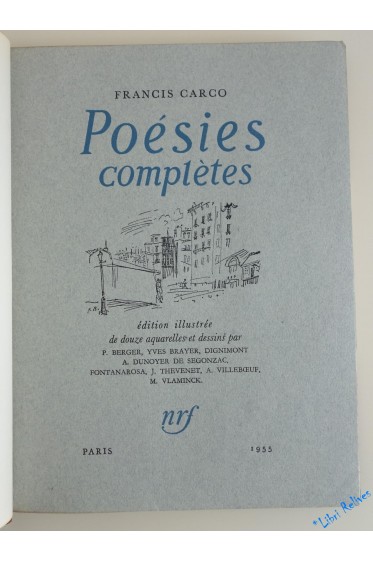 FRANCIS CARCO
Poésies
complètes
édition illustrée
de douze aquarelles et dessins par
P. BERGER, YVES BRAYER, DIGNIMONT
A. DUNOYER DE SEGONZAC,
FONTANAROSA, J. THEVENET, A. VILLEBŒUF,
M. VLAMINCK.
nrf
PARIS 1955
*Libri Relives